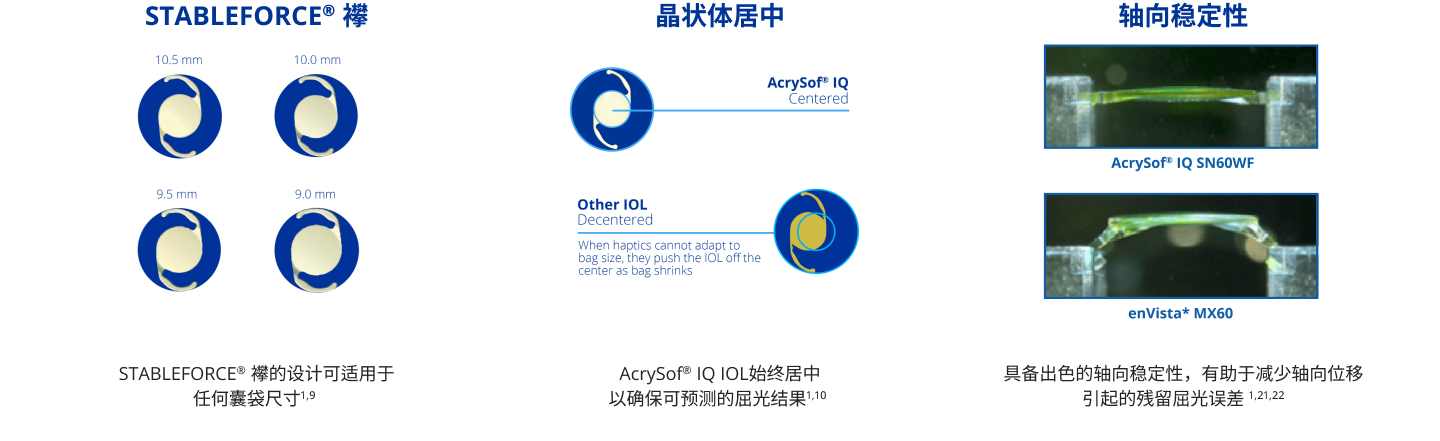 STABLEFORCE® 襻
10.5 mm
10.0 mm
9.5 mm
9.0 mm
STABLEFORCE® 襻的设计可适用于
任何囊袋尺寸1,9
晶状体居中
AcrySof® IQ
Centered
Other IOL
Decentered
When haptics cannot adapt to
bag size, they push the IOL off the
center as bag shrinks
AcrySof® IQ IOL始终居中
以确保可预测的屈光结果1,10
轴向稳定性
AcrySof® IQ SN60WF
enVista* MX60
具备出色的轴向稳定性，有助于减少轴向位移
引起的残留屈光误差 1,21,22